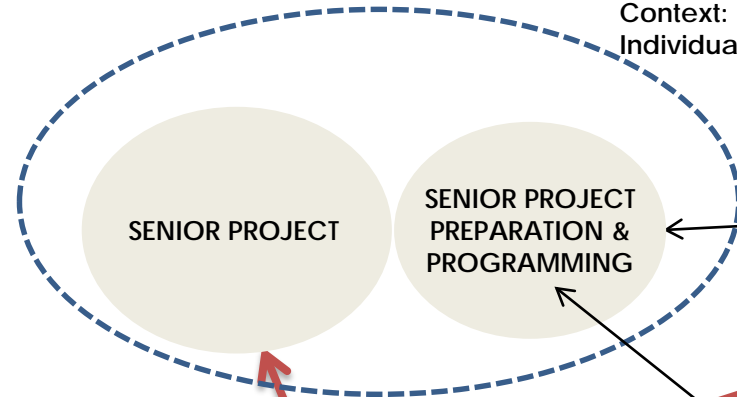 Context:
Individua
SENIOR PROJECT
SENIOR PROJECT
PREPARATION &
PROGRAMMING